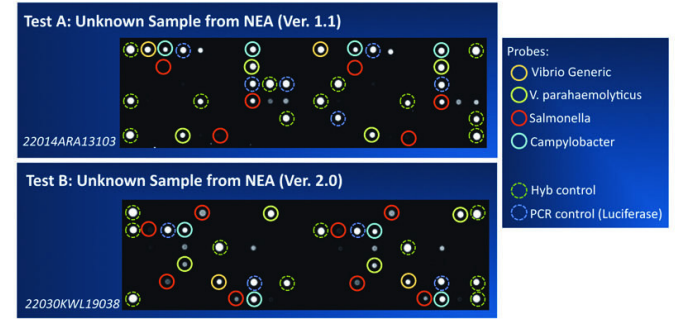 Test A: Unknown Sample from NEA (Ver. 1.1)
22014ARA13103
Test B: Unknown Sample from NEA (Ver. 2.0)
22030KWL19038
Probes:
Vibrio Generic
V. parahaemolyticus
Salmonella
Campylobacter
Hyb control
PCR control (Luciferase)